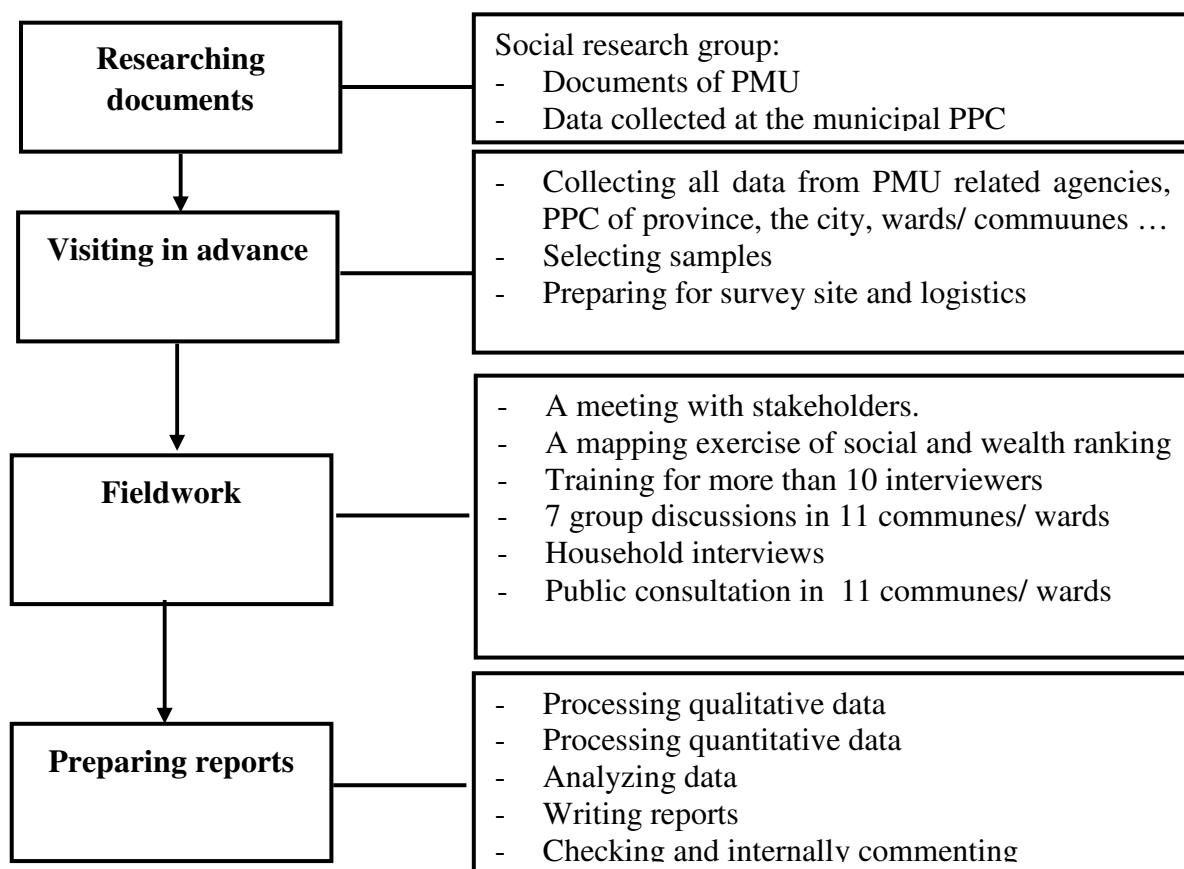 Researching
documents
Social research group:
- Documents of PMU
- Data collected at the municipal PPC
Visiting in advance
- Collecting all data from PMU related agencies,
PPC of province, the city, wards/ commuunes …
- Selecting samples
- Preparing for survey site and logistics
Fieldwork
- A meeting with stakeholders.
- A mapping exercise of social and wealth ranking
- Training for more than 10 interviewers
- 7 group discussions in 11 communes/ wards
- Household interviews
- Public consultation in 11 communes/ wards
Preparing reports
- Processing qualitative data
- Processing quantitative data
- Analyzing data
- Writing reports
- Checking and internally commenting